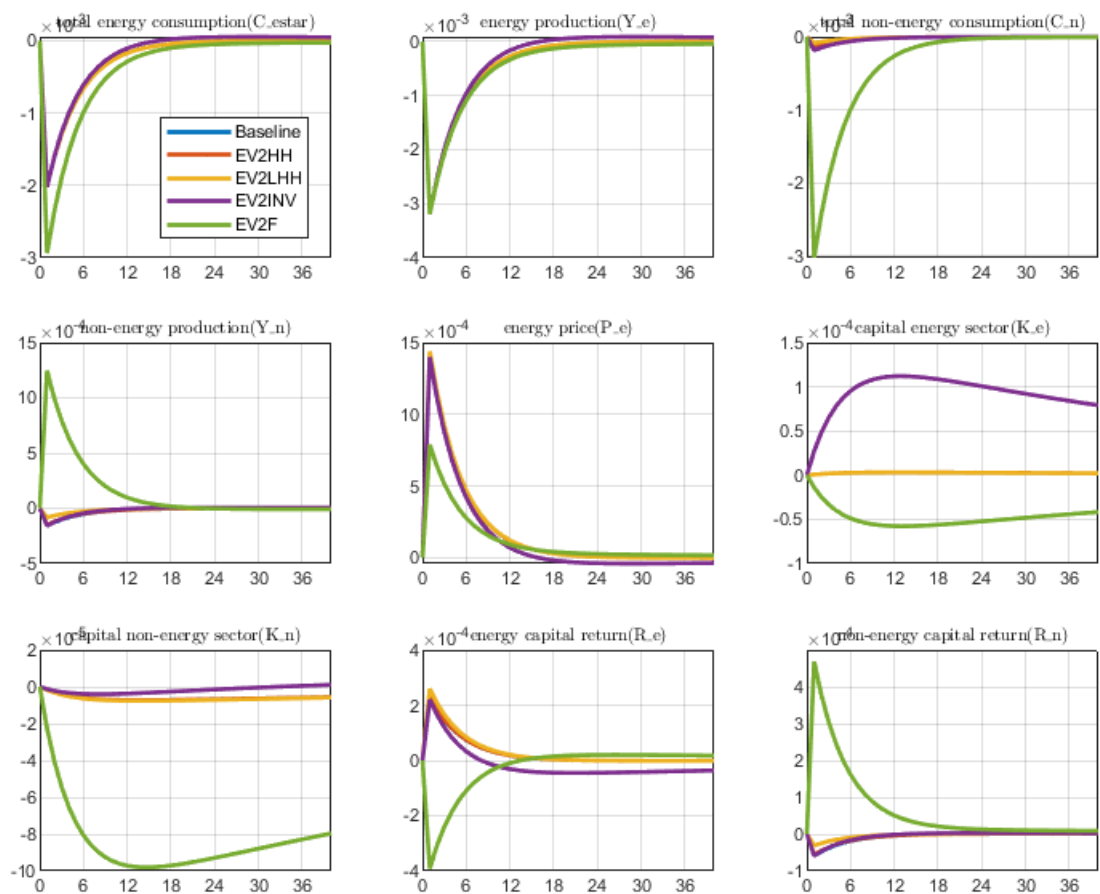 ×10⁻³ total energy consumption(C_estar)
×10⁻³ energy production(Y_e)
×10⁻³ total non-energy consumption(C_n)
0
-1
-2
-3
0 6 12 18 24 30 36
Baseline
EV2HH
EV2LHH
EV2INV
EV2F
0
-1
-2
-3
-4
0 6 12 18 24 30 36
0
-1
-2
-3
0 6 12 18 24 30 36
×10⁻⁴ non-energy production(Y_n)
×10⁻⁴ energy price(P_e)
×10⁻⁴ capital energy sector(K_e)
15
10
5
0
-5
0 6 12 18 24 30 36
15
10
5
0
0 6 12 18 24 30 36
1.5
1
0.5
0
-0.5
-1
0 6 12 18 24 30 36
capital non-energy sector(K_n)
×10⁻⁴ energy capital return(R_e)
non-energy capital return(R_n)
2
0
-2
-4
-6
-8
-10
0 6 12 18 24 30 36
4
2
0
-2
-4
0 6 12 18 24 30 36
4
3
2
1
0
-1
0 6 12 18 24 30 36